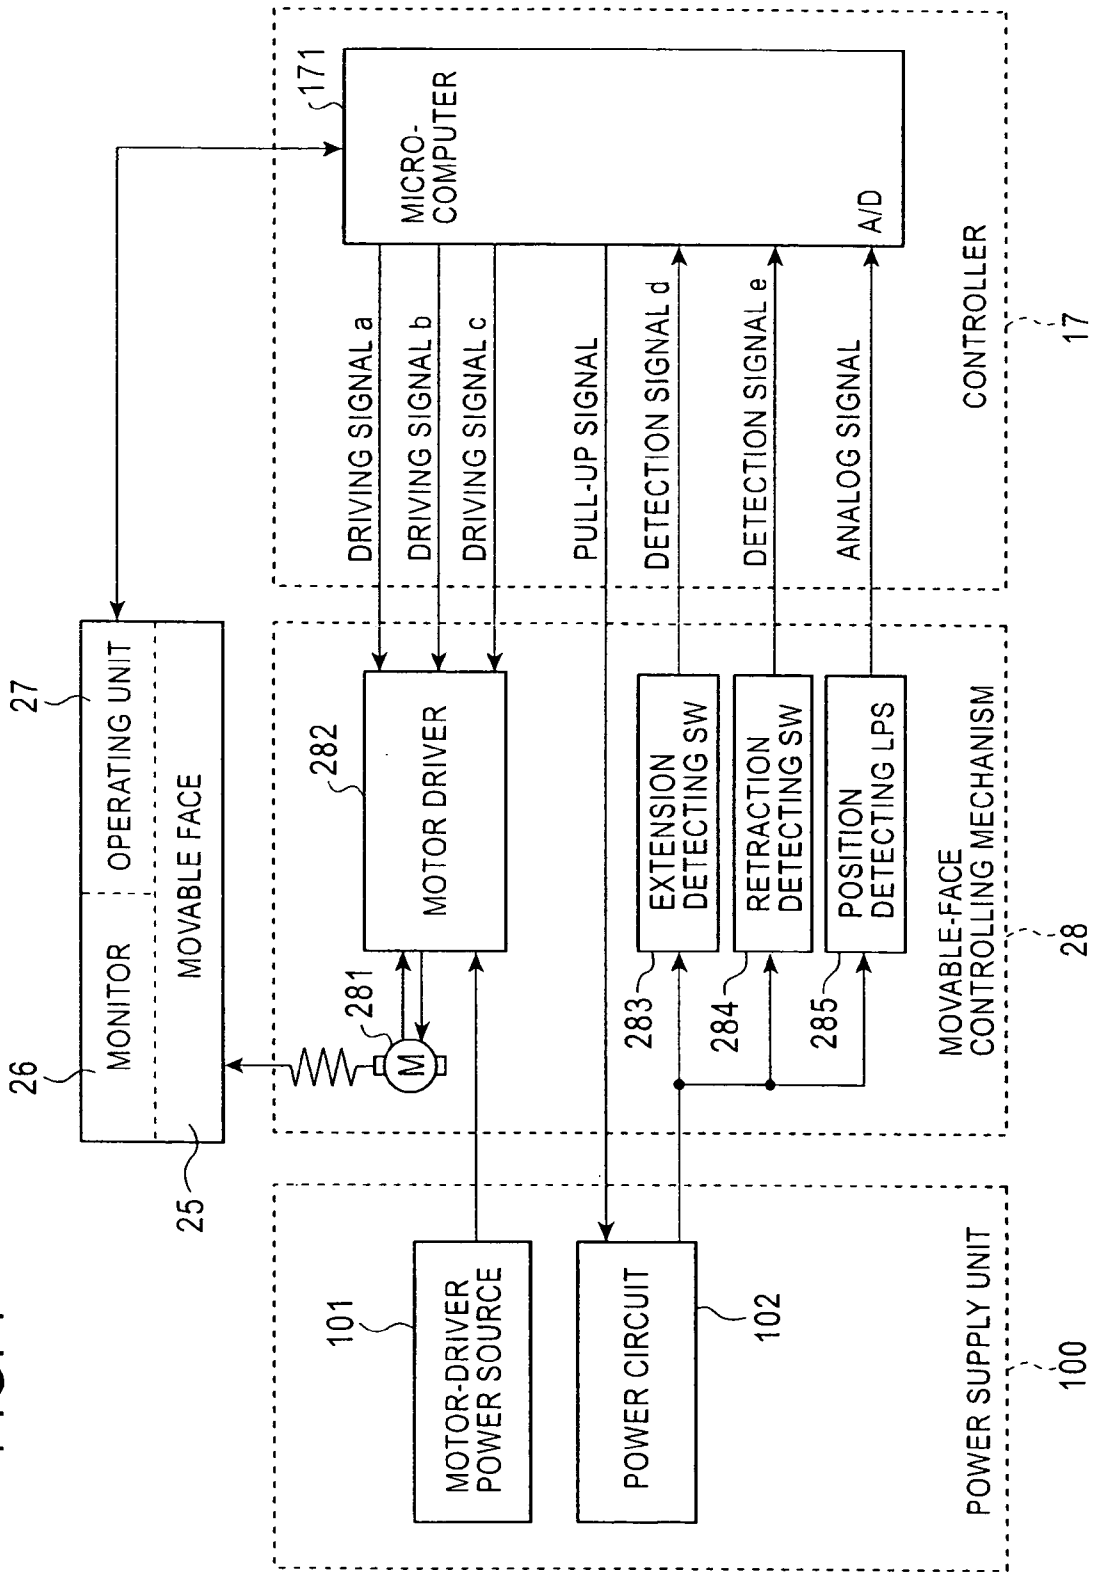 26
MONITOR
27
OPERATING UNIT
MOVABLE FACE
25
101
MOTOR-DRIVER
POWER SOURCE
POWER CIRCUIT
102
POWER SUPPLY UNIT
100
M
281
282
MOTOR DRIVER
283
EXTENSION
DETECTING SW
284
RETRACTION
DETECTING SW
285
POSITION
DETECTING LPS
MOVABLE-FACE
CONTROLLING MECHANISM
28
DRIVING SIGNAL a
DRIVING SIGNAL b
DRIVING SIGNAL c
PULL-UP SIGNAL
DETECTION SIGNAL d
DETECTION SIGNAL e
ANALOG SIGNAL
171
MICRO-
COMPUTER
A/D
CONTROLLER
17